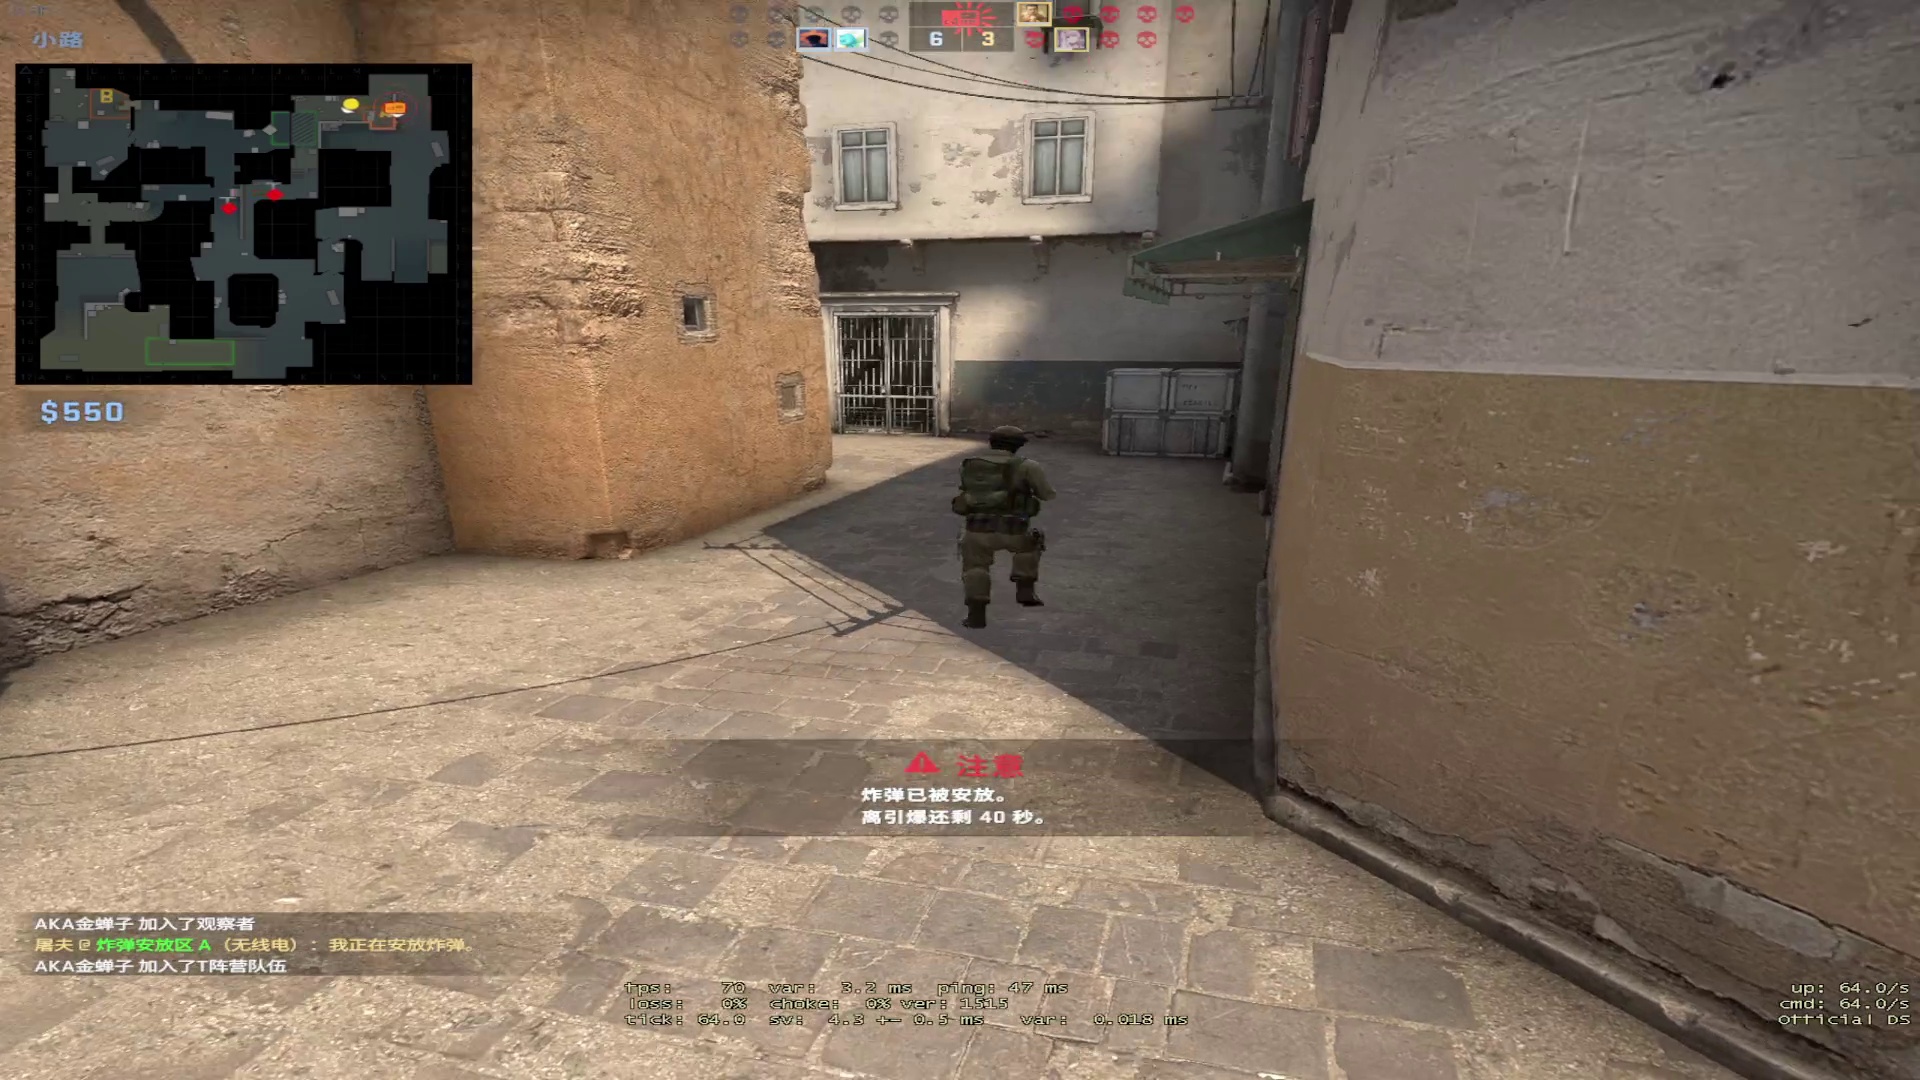 小路
6 3
B
$550
注意
炸弹已被安放。
离引爆还剩 40 秒。
AKA金蝉子 加入了观察者
屠夫 @ 炸弹安放区 A（无线电）：我正在安放炸弹。
AKA金蝉子 加入了T阵营队伍
fps: 70 var: 3.2 ms ping: 47 ms
loss: 0% choke: 0% ver: 1515
tick: 64.0 sv: 4.3 +- 0.5 ms var: 0.018 ms
up: 64.0/s
cmd: 64.0/s
Official DS